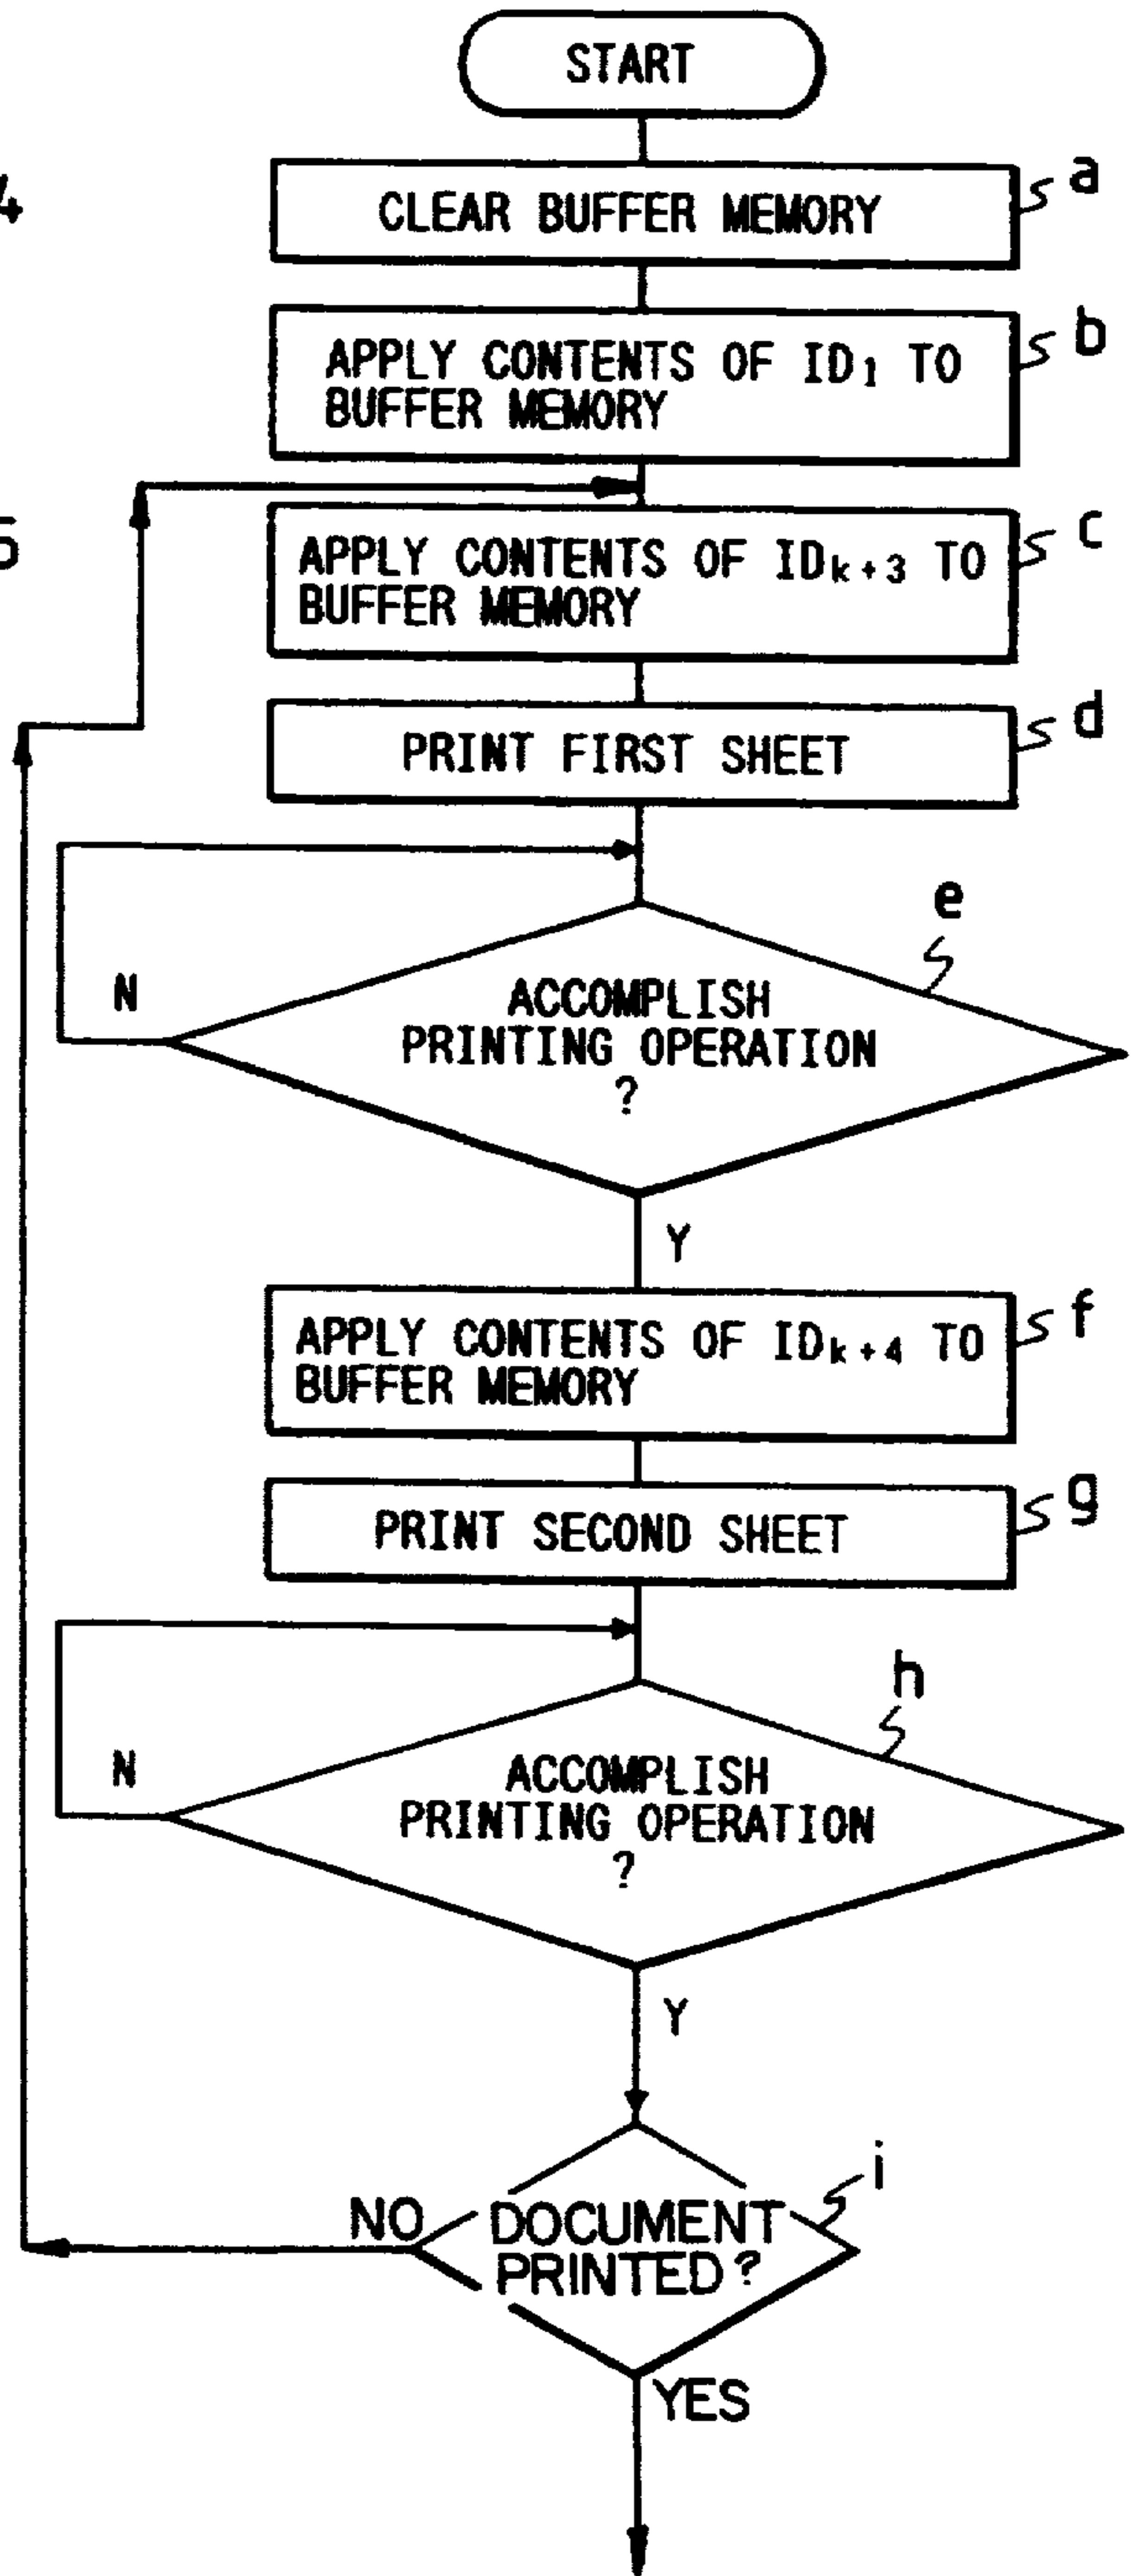 START
CLEAR BUFFER MEMORY
a
4
APPLY CONTENTS OF ID₁ TO
BUFFER MEMORY
b
5
APPLY CONTENTS OF IDₖ₊₃ TO
BUFFER MEMORY
c
PRINT FIRST SHEET
d
e
N
ACCOMPLISH
PRINTING OPERATION
?
Y
APPLY CONTENTS OF IDₖ₊₄ TO
BUFFER MEMORY
f
PRINT SECOND SHEET
g
h
N
ACCOMPLISH
PRINTING OPERATION
?
Y
i
NO
DOCUMENT
PRINTED?
YES